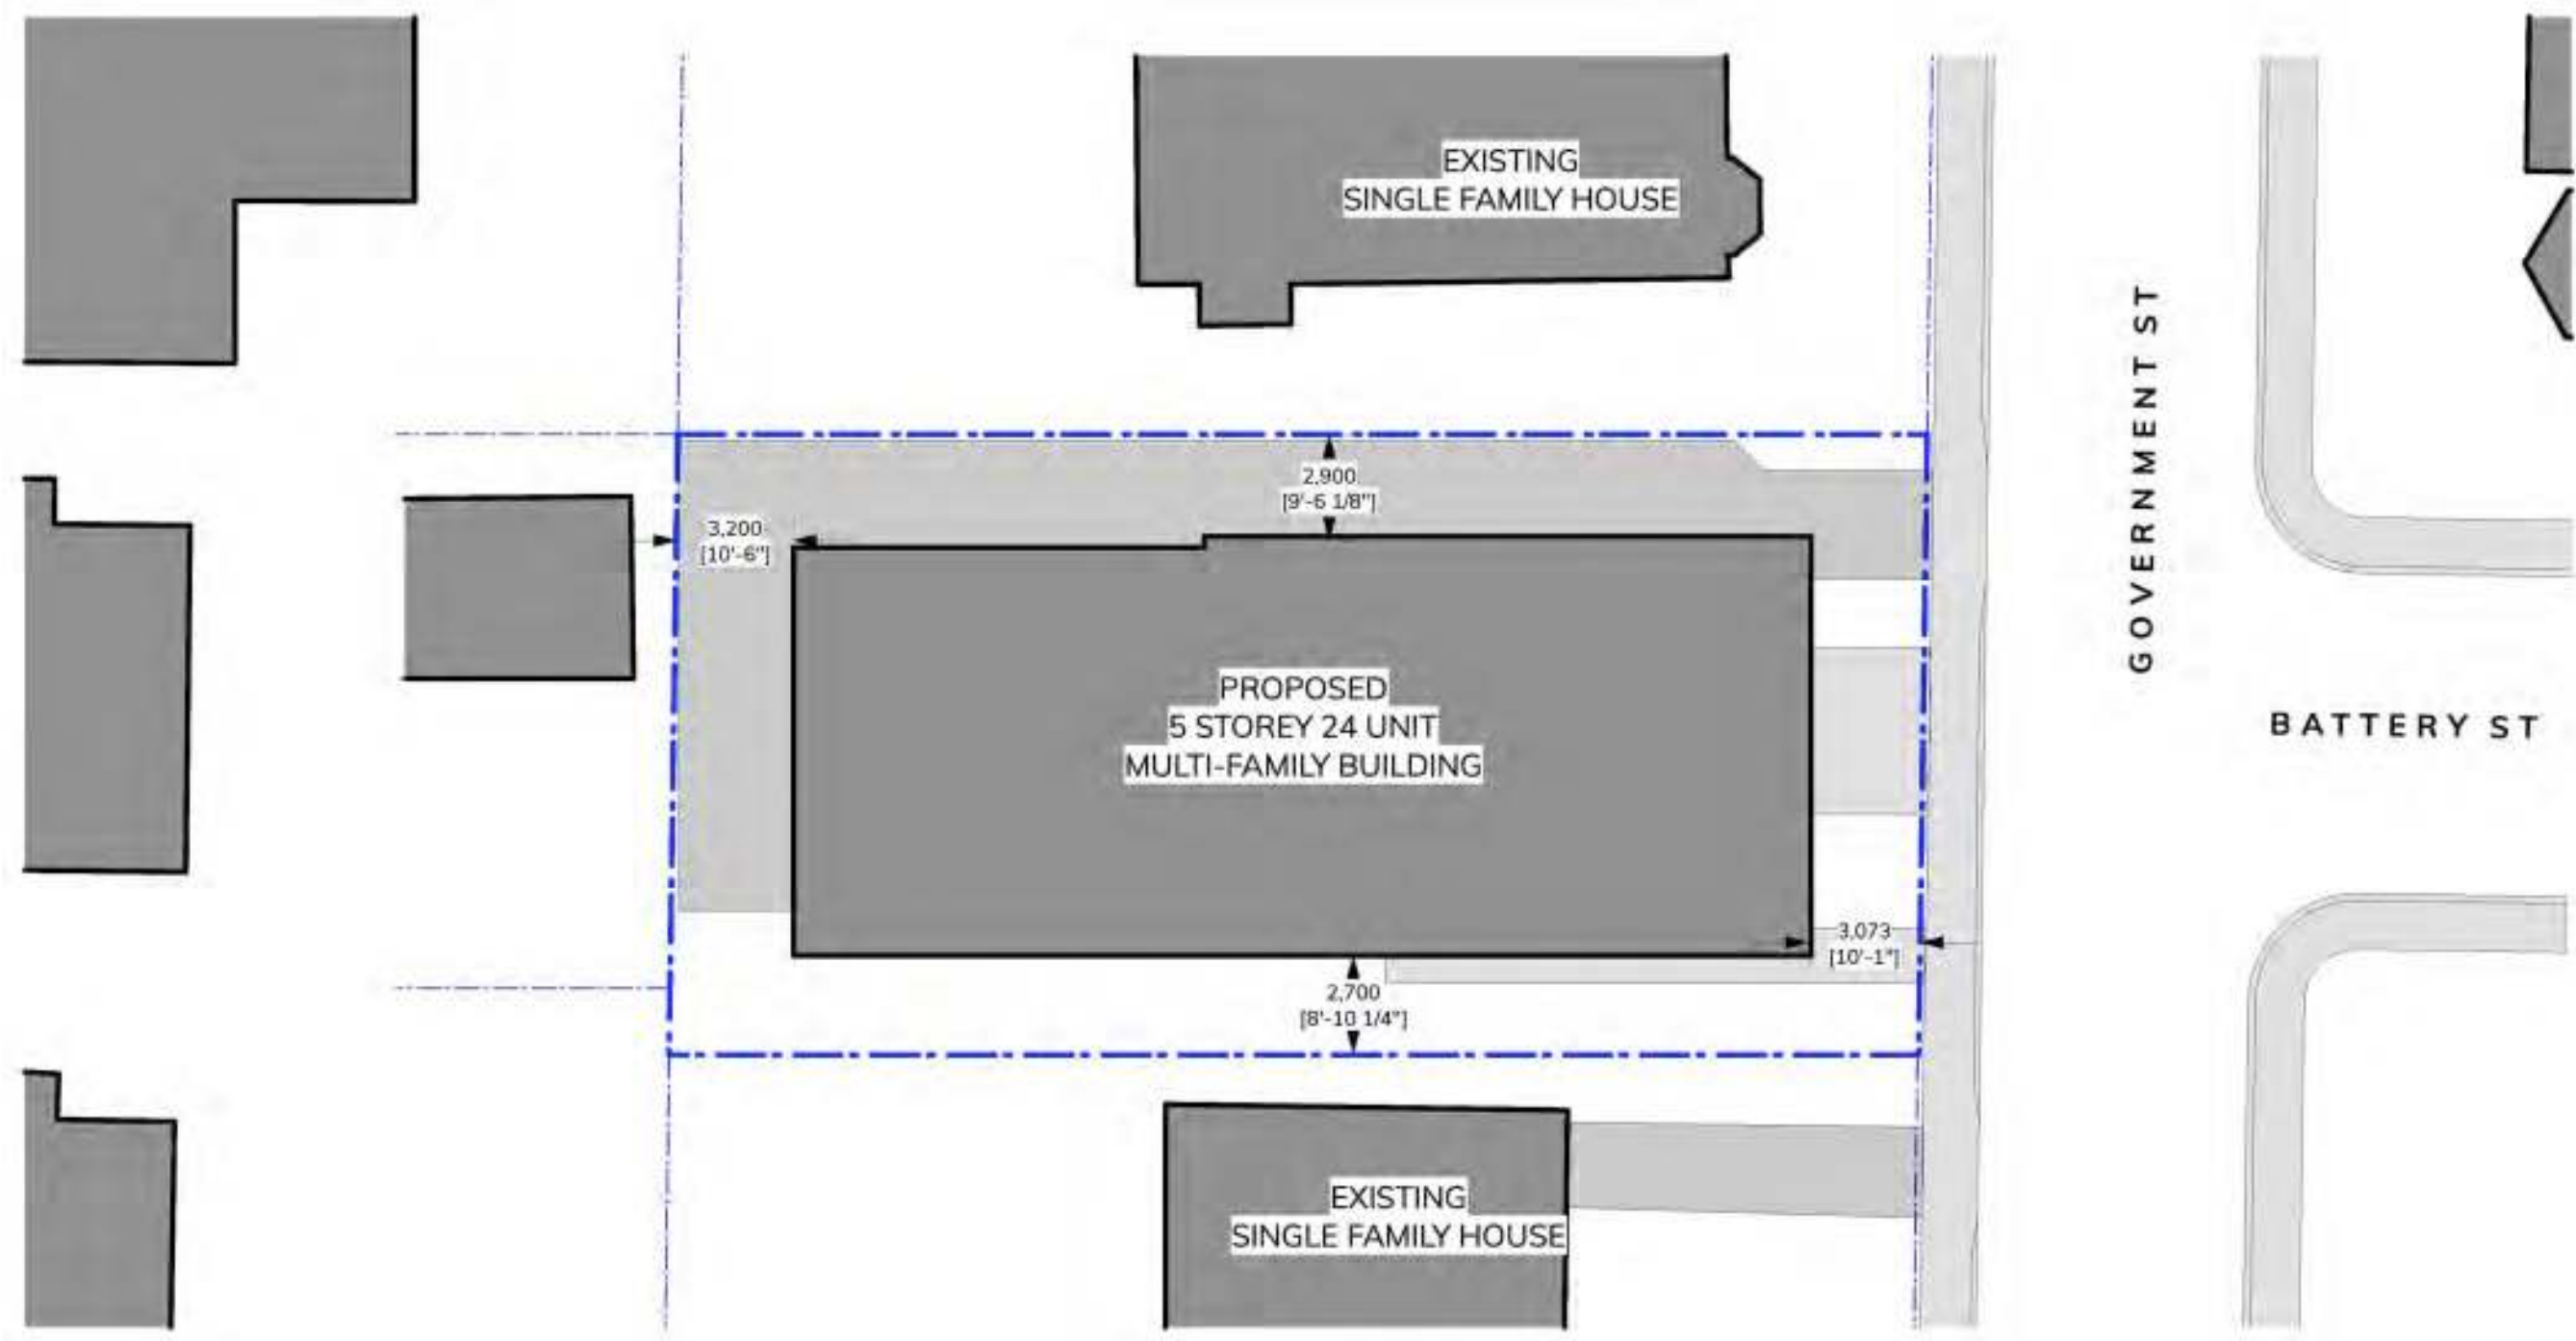 EXISTING
SINGLE FAMILY HOUSE
GOVERNMENT ST
2,900
[9'-6 1/8"]
3,200
[10'-6"]
PROPOSED
5 STOREY 24 UNIT
MULTI-FAMILY BUILDING
BATTERY ST
3,073
[10'-1"]
2,700
[8'-10 1/4"]
EXISTING
SINGLE FAMILY HOUSE